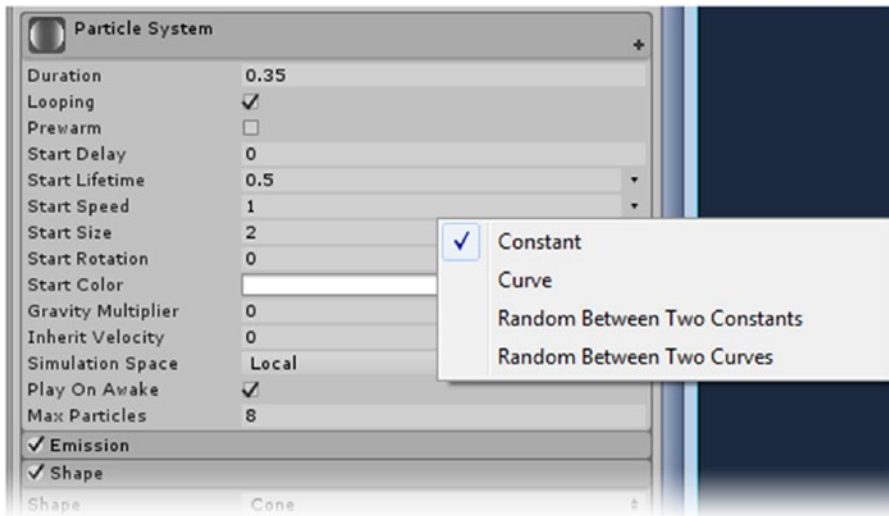 Particle System
Duration 0.35
Looping
Prewarm
Start Delay 0
Start Lifetime 0.5
Start Speed 1
Start Size 2
Start Rotation 0
Start Color
Gravity Multiplier 0
Inherit Velocity 0
Simulation Space Local
Play On Awake
Max Particles 8
Emission
Shape
Shape Cone
Constant
Curve
Random Between Two Constants
Random Between Two Curves